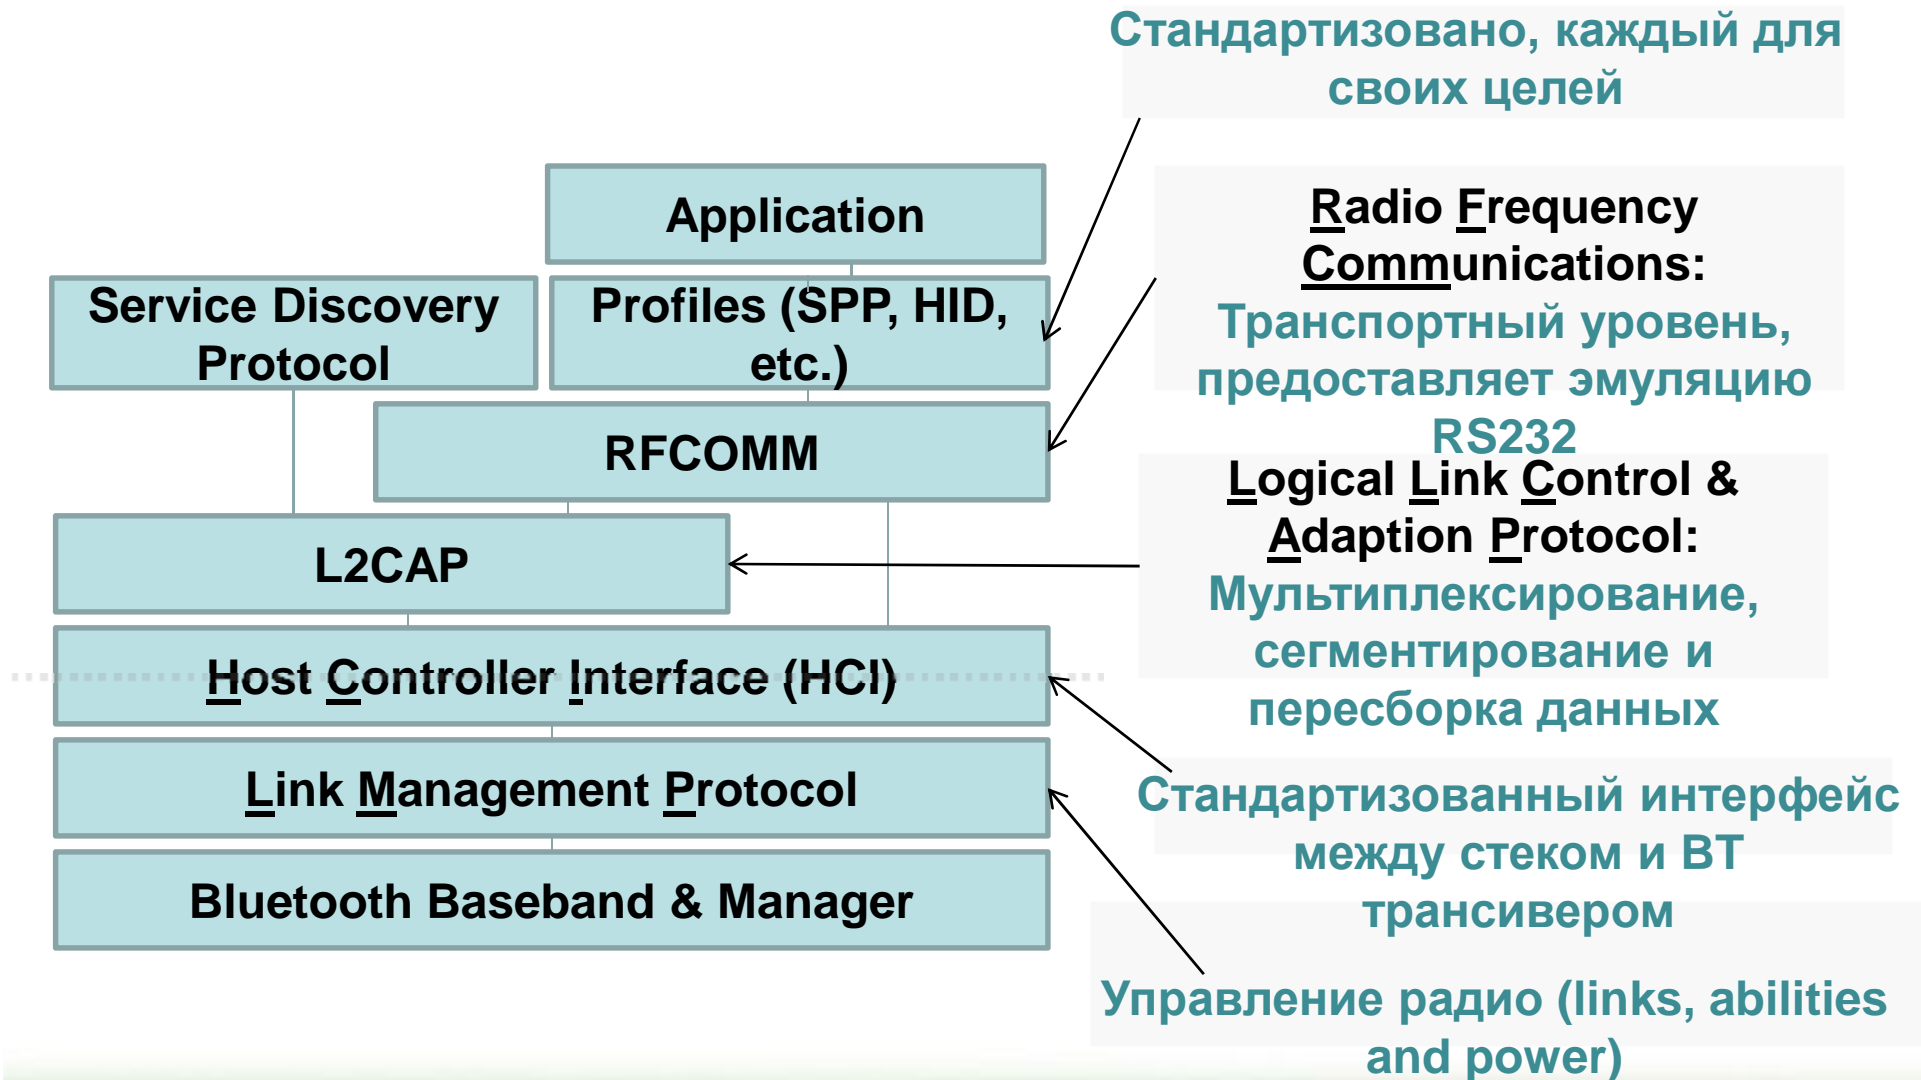 Стандартизовано, каждый для
своих целей
Application
Service Discovery
Protocol
Profiles (SPP, HID,
etc.)
RFCOMM
L2CAP
Host Controller Interface (HCI)
Link Management Protocol
Bluetooth Baseband & Manager
Radio Frequency
Communications:
Транспортный уровень,
предоставляет эмуляцию
RS232
Logical Link Control &
Adaption Protocol:
Мультиплексирование,
сегментирование и
пересборка данных
Стандартизованный интерфейс
между стеком и BT
трансивером
Управление радио (links, abilities
and power)